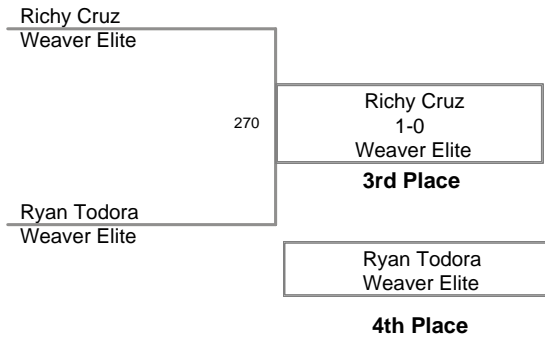 Richy Cruz
Weaver Elite
270
Richy Cruz
1-0
Weaver Elite
3rd Place
Ryan Todora
Weaver Elite
Ryan Todora
Weaver Elite
4th Place